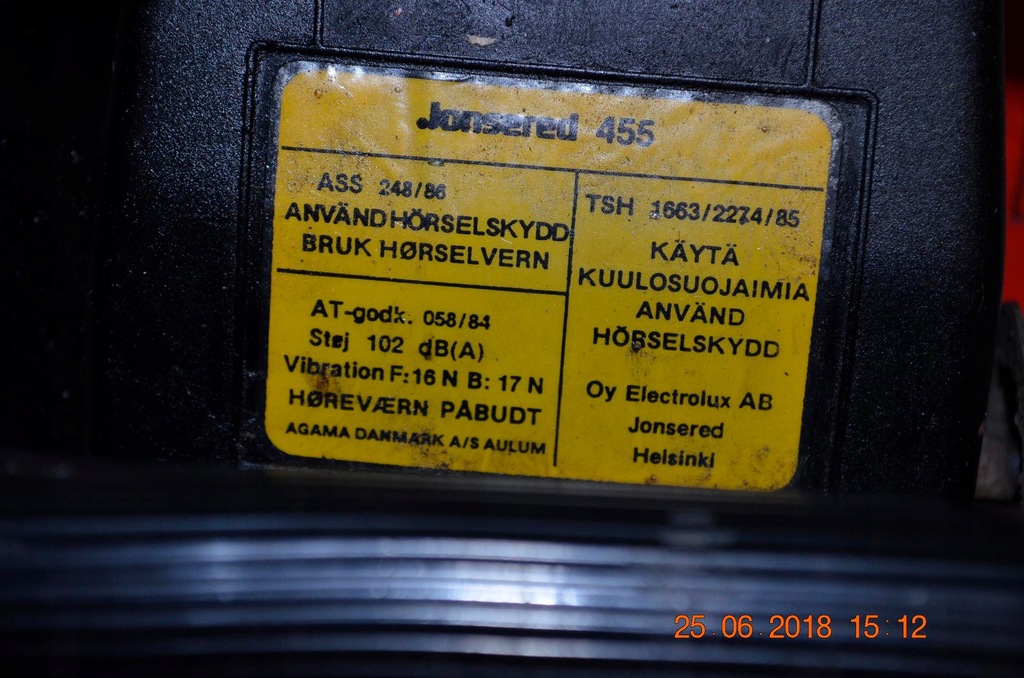 Jonsered 455
ASS 248/86
ANVÄND HÖRSELSKYDD
BRUK HØRSELVERN
AT-godk. 058/84
Støj 102 dB(A)
Vibration F: 16 N B: 17 N
HØREVÆRN PÅBUDT
AGAMA DANMARK A/S AULUM
TSH 1663/2274/85
KÄYTÄ
KUULOSUOJAIMIA
ANVÄND
HÖRSELSKYDD
Oy Electrolux AB
Jonsered
Helsinki
25.06.2018 15:12